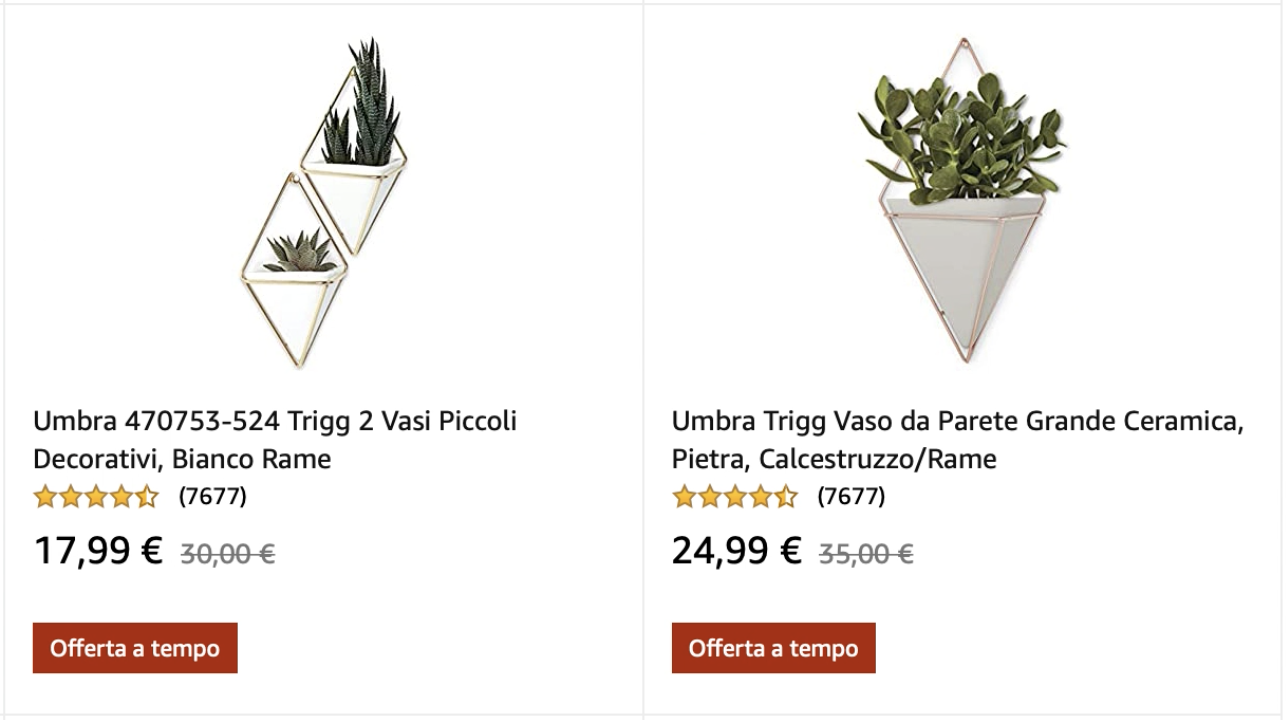 Umbra 470753-524 Trigg 2 Vasi Piccoli
Decorativi, Bianco Rame
(7677)
17,99 € 30,00 €
Offerta a tempo
Umbra Trigg Vaso da Parete Grande Ceramica,
Pietra, Calcestruzzo/Rame
(7677)
24,99 € 35,00 €
Offerta a tempo